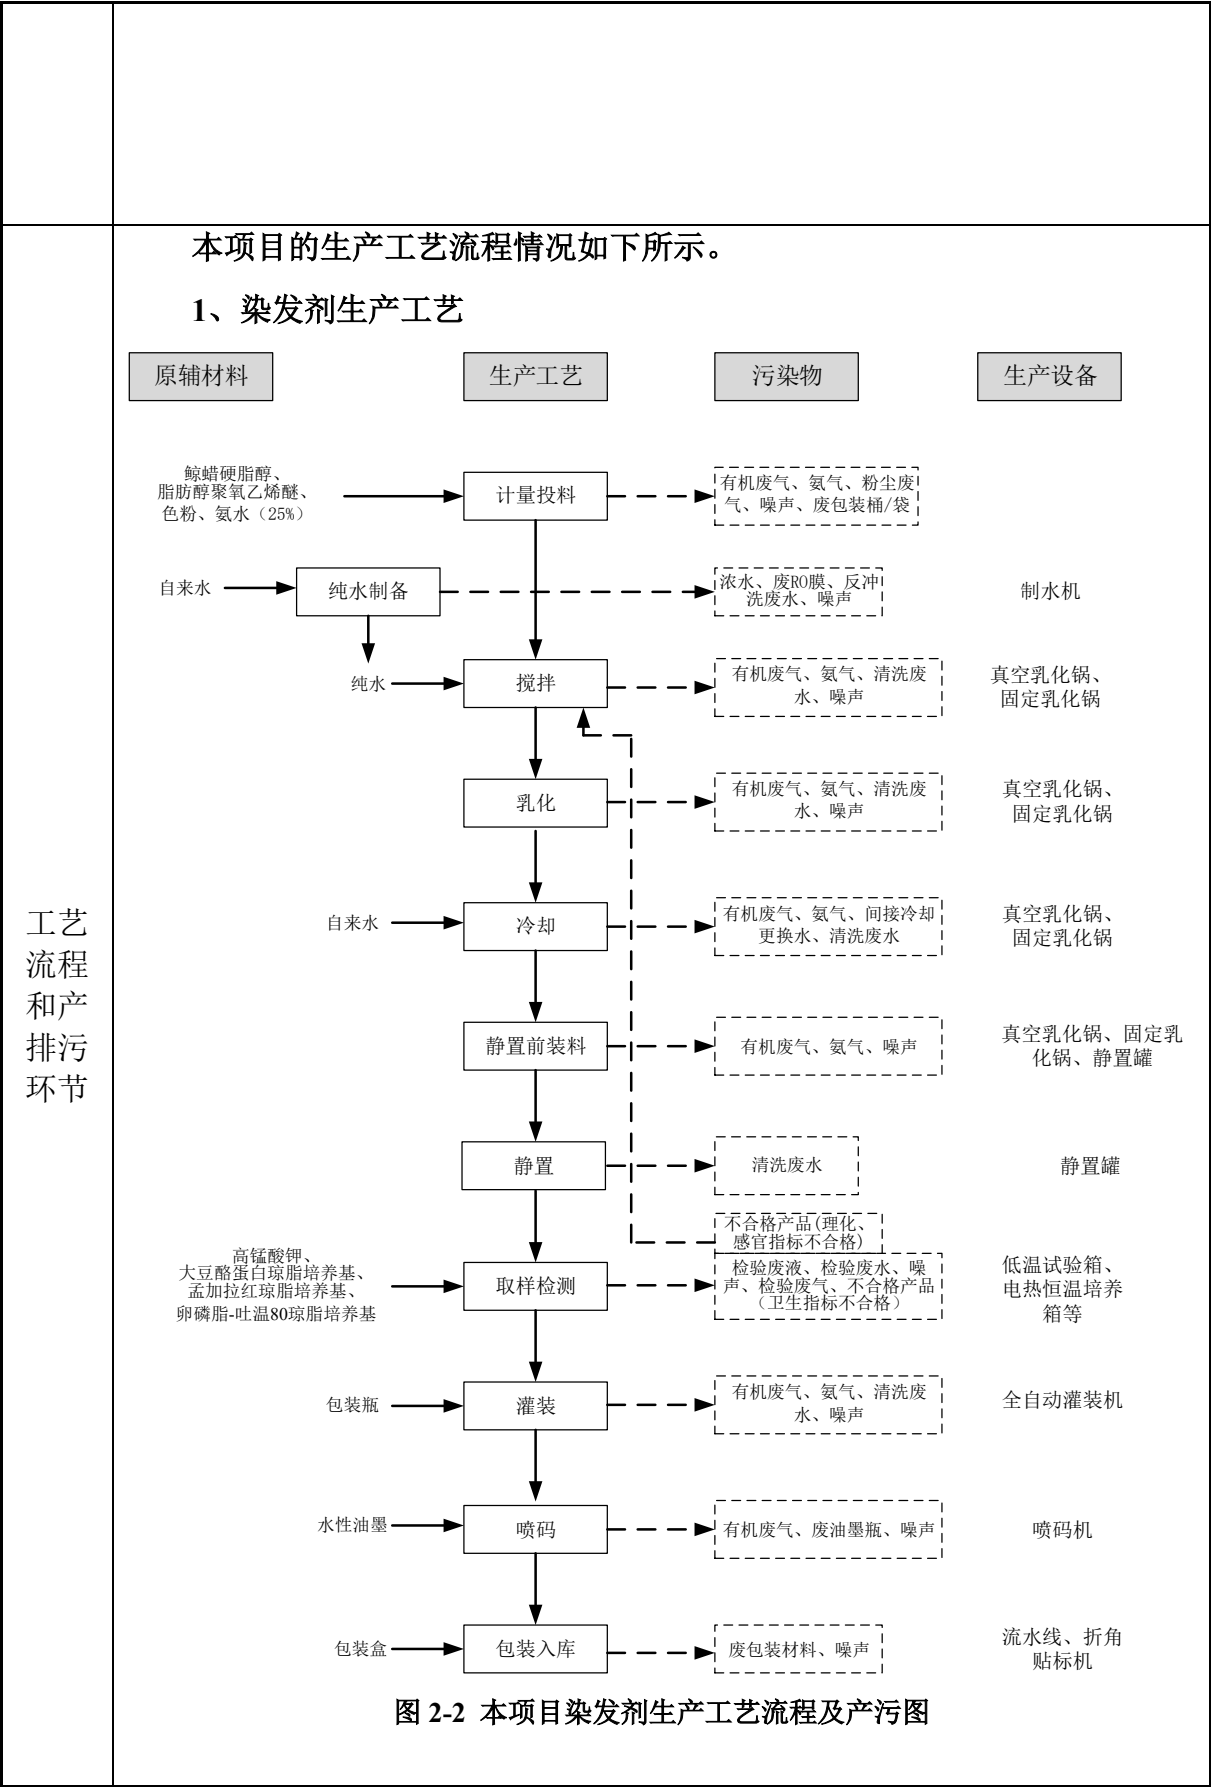 本项目的生产工艺流程情况如下所示。
1、染发剂生产工艺
原辅材料
生产工艺
污染物
生产设备
鲸蜡硬脂醇、
脂肪醇聚氧乙烯醚、
色粉、氨水（25%）
计量投料
有机废气、氨气、粉尘废
气、噪声、废包装桶/袋
自来水
纯水制备
浓水、废RO膜、反冲
洗废水、噪声
制水机
纯水
搅拌
有机废气、氨气、清洗废
水、噪声
真空乳化锅、
固定乳化锅
乳化
有机废气、氨气、清洗废
水、噪声
真空乳化锅、
固定乳化锅
自来水
冷却
有机废气、氨气、间接冷却
更换水、清洗废水
真空乳化锅、
固定乳化锅
工艺
流程
和产
排污
环节
静置前装料
有机废气、氨气、噪声
真空乳化锅、固定乳
化锅、静置罐
静置
清洗废水
静置罐
不合格产品(理化、
感官指标不合格)
高锰酸钾、
大豆酪蛋白琼脂培养基、
孟加拉红琼脂培养基、
卵磷脂-吐温80琼脂培养基
取样检测
检验废液、检验废水、噪
声、检验废气、不合格产品
（卫生指标不合格）
低温试验箱、
电热恒温培养
箱等
包装瓶
灌装
有机废气、氨气、清洗废
水、噪声
全自动灌装机
水性油墨
喷码
有机废气、废油墨瓶、噪声
喷码机
包装盒
包装入库
废包装材料、噪声
流水线、折角
贴标机
图 2-2 本项目染发剂生产工艺流程及产污图